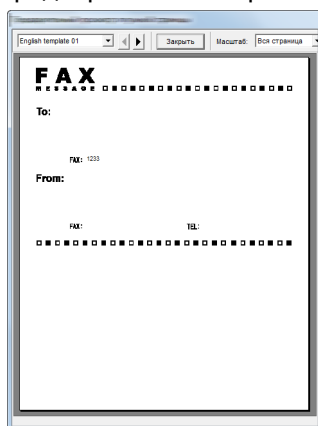 English template 01 Закрыть Масштаб: Вся страница
FAX
MESSAGE
To:
FAX: 1233
From:
FAX: TEL: